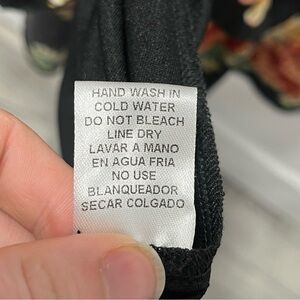 HAND WASH IN
COLD WATER
DO NOT BLEACH
LINE DRY
LAVAR A MANO
EN AGUA FRIA
NO USE
BLANQUEADOR
SECAR COLGADO